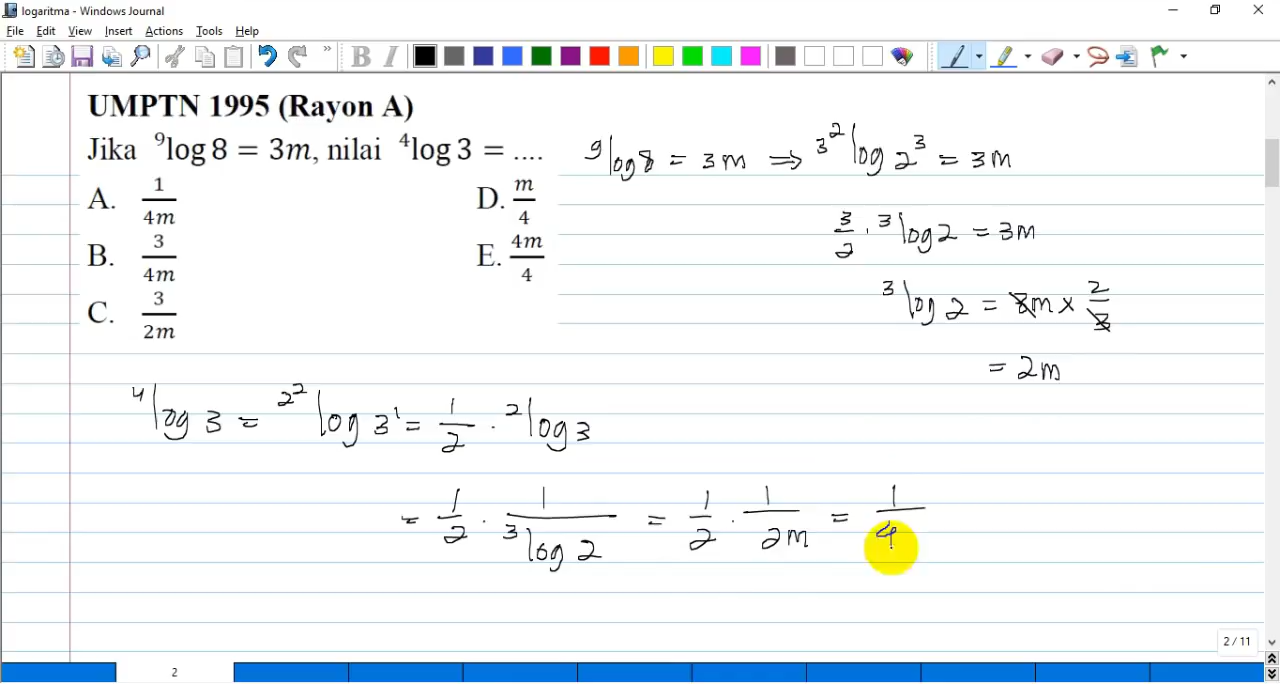 logaritma - Windows Journal
File Edit View Insert Actions Tools Help
B I
UMPTN 1995 (Rayon A)
Jika ⁹log 8 = 3m, nilai ⁴log 3 = ....
A. 1/4m
B. 3/4m
C. 3/2m
D. m/4
E. 4m/4
⁹log 8 = 3m ⇒ 3²log 2³ = 3m
3/2 · ³log 2 = 3m
³log 2 = 3m × 2/3
= 2m
⁴log 3 = 2²log 3¹ = 1/2 · ²log 3
= 1/2 · 1/³log 2 = 1/2 · 1/2m = 1/4
2 / 11
2